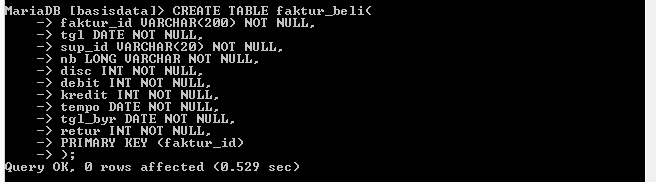 MariaDB [basisdata]> CREATE TABLE faktur_beli(
-> faktur_id VARCHAR(200) NOT NULL,
-> tgl DATE NOT NULL,
-> sup_id VARCHAR(20) NOT NULL,
-> nb LONG VARCHAR NOT NULL,
-> disc INT NOT NULL,
-> debit INT NOT NULL,
-> kredit INT NOT NULL,
-> tempo DATE NOT NULL,
-> tgl_byr DATE NOT NULL,
-> retur INT NOT NULL,
-> PRIMARY KEY (faktur_id)
-> );
Query OK, 0 rows affected (0.529 sec)